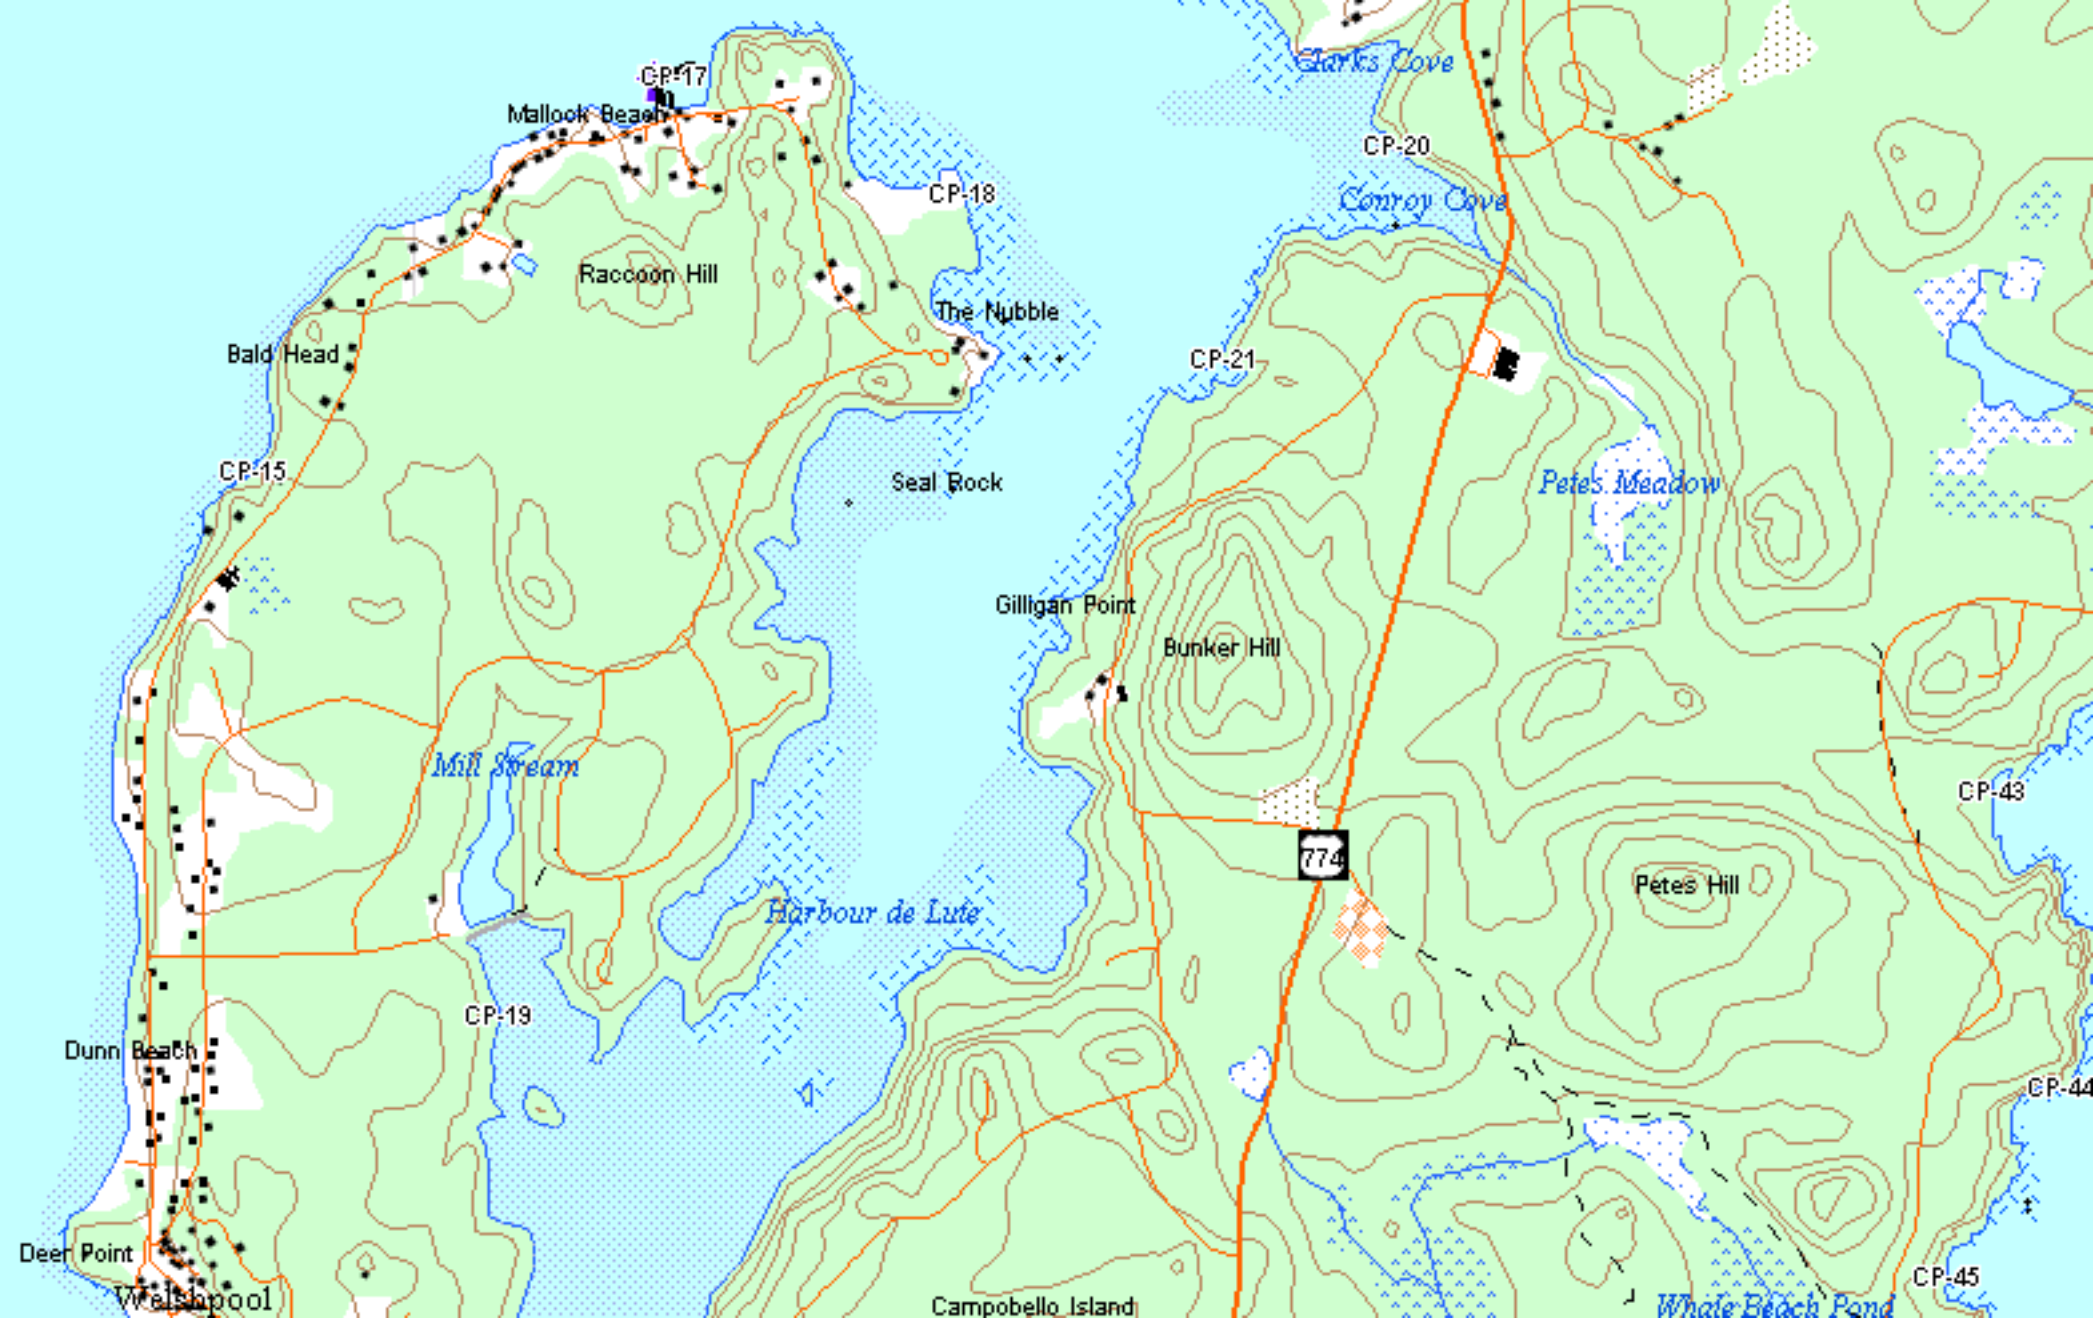 Clarks Cove
CP-17
Mallock Beach
CP-20
CP-18
Conroy Cove
Raccoon Hill
The Nubble
Bald Head
CP-21
CP-15
Seal Rock
Petes Meadow
Gilligan Point
Bunker Hill
Mill Stream
CP-43
774
Petes Hill
Harbour de Lute
CP-19
Dunn Beach
CP-44
Deer Point
CP-45
Welshpool
Campobello Island
Whale Beach Pond